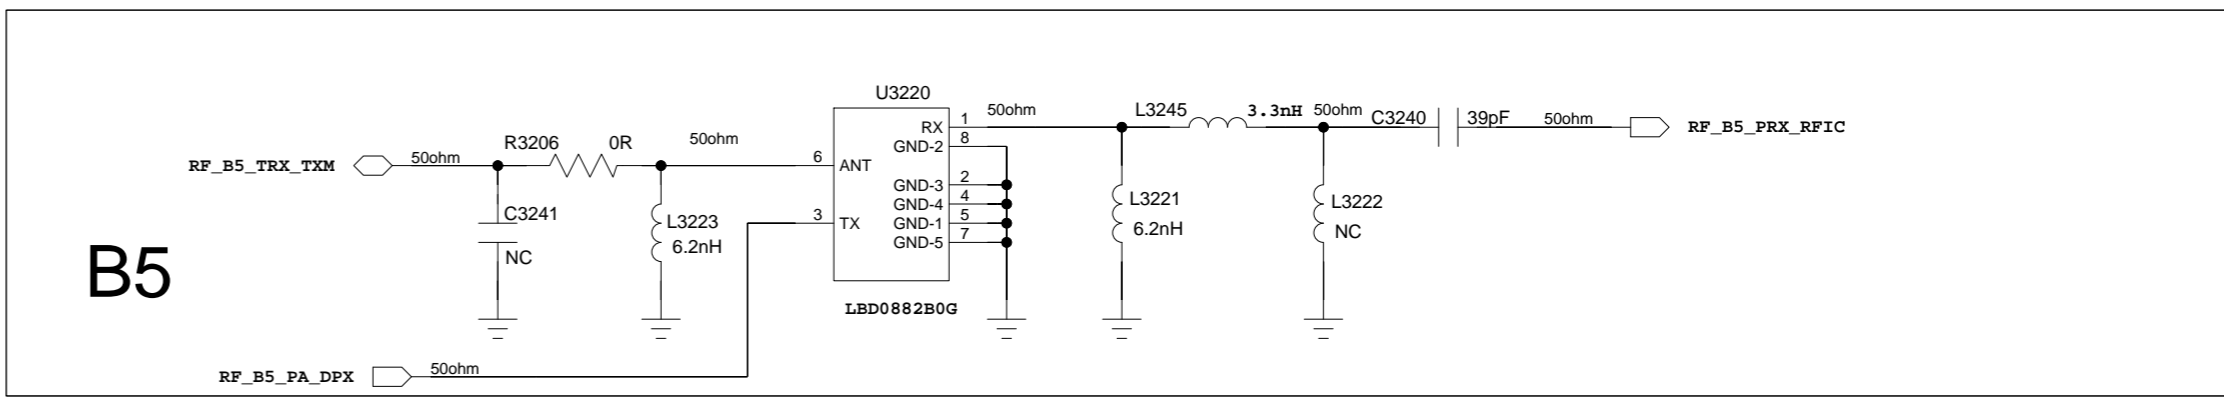 U3220
50ohm
L3245
3.3nH
50ohm
C3240
39pF
50ohm
RF_B5_PRX_RFIC
1
RX
8
GND-2
R3206
0R
50ohm
RF_B5_TRX_TXM
50ohm
6
ANT
2
GND-3
4
GND-4
5
GND-1
7
GND-5
3
TX
C3241
NC
L3223
6.2nH
L3221
6.2nH
L3222
NC
B5
LBD0882B0G
RF_B5_PA_DPX
50ohm